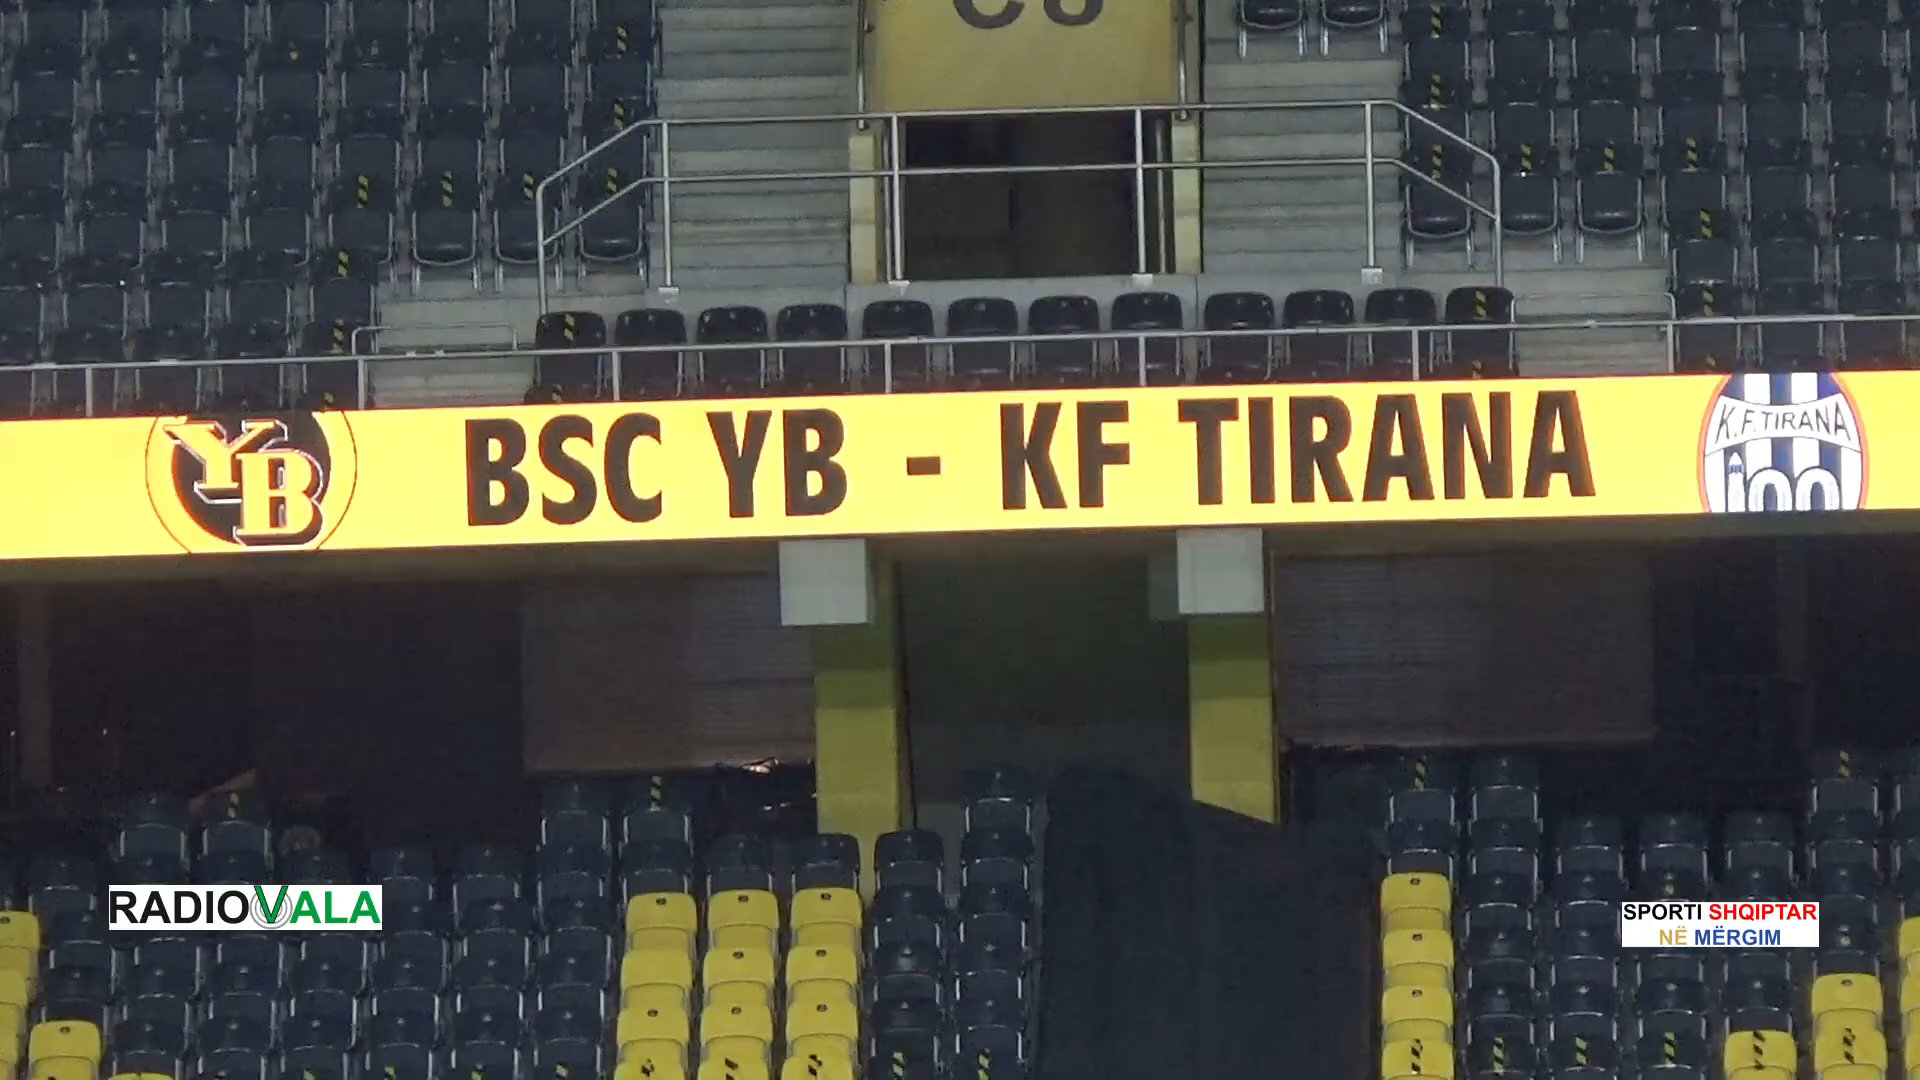 YB
BSC YB - KF TIRANA
K.F. TIRANA
100
RADIOVALA
SPORTI SHQIPTAR
NË MËRGIM